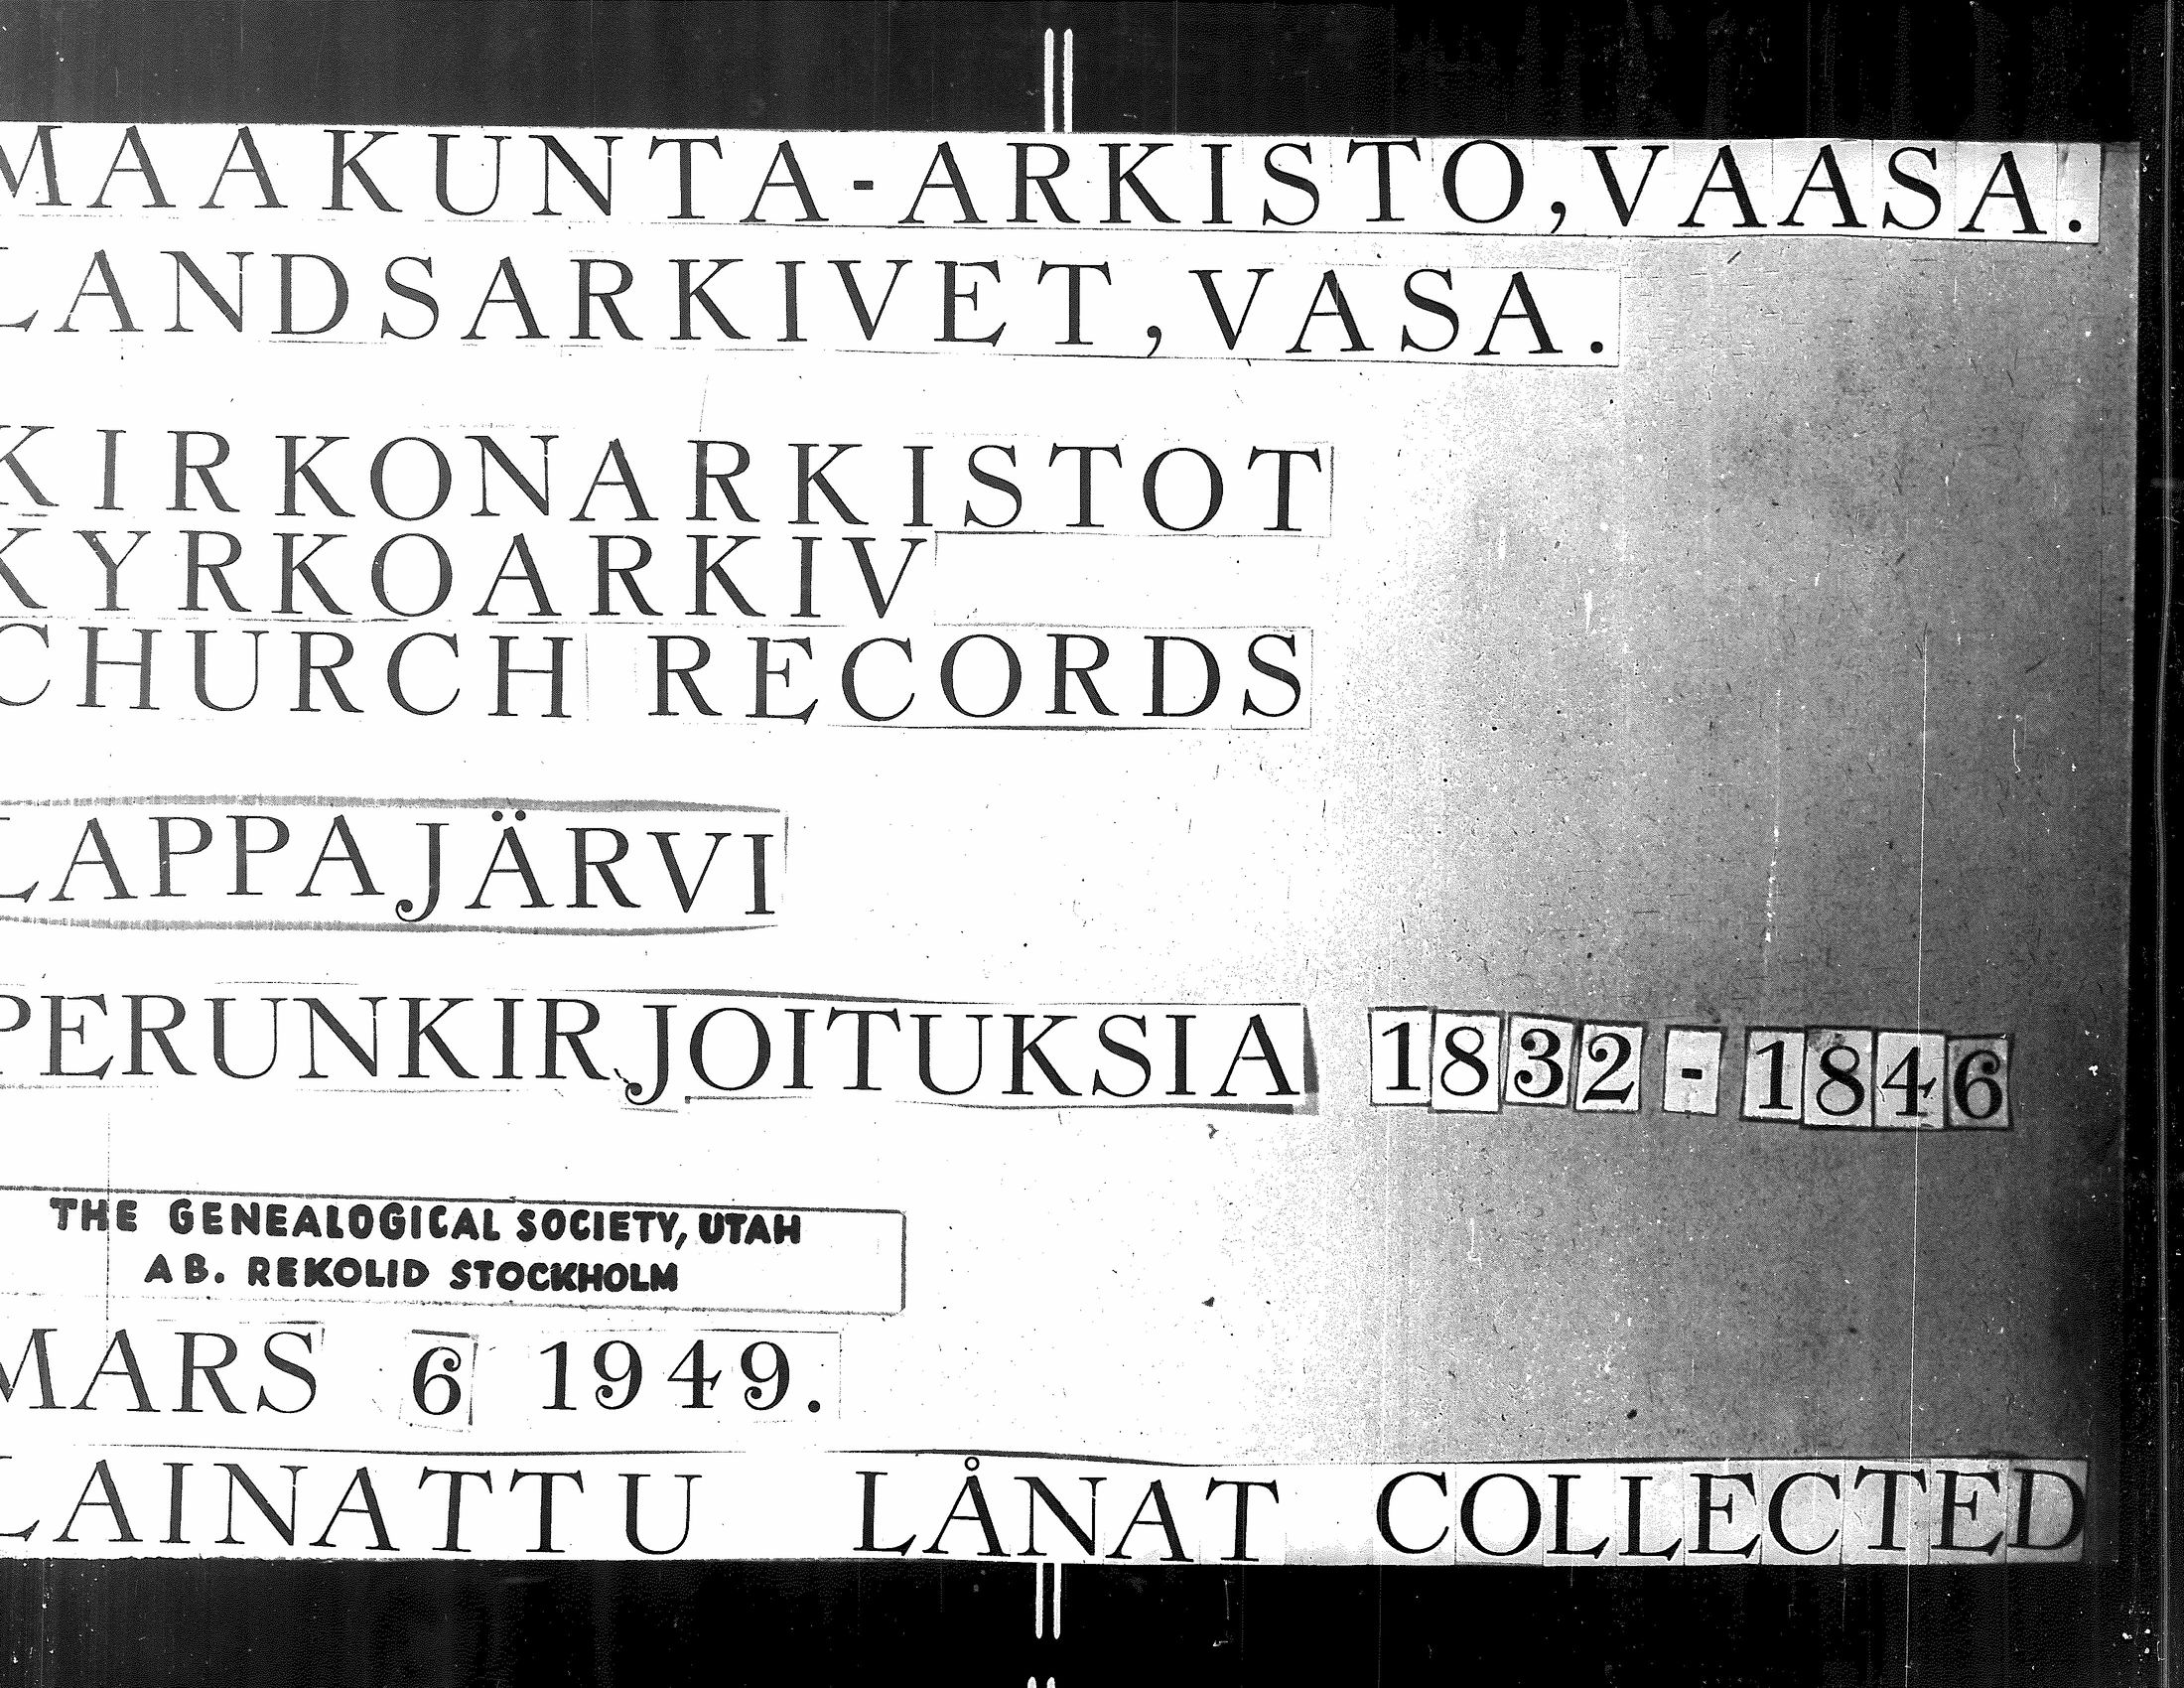 MAAKUNTA-ARKISTO, VAASA.
LANDSARKIVET, VASA.
KIRKONARKISTOT
KYRKOARKIV
CHURCH RECORDS
LAPPAJÄRVI
PERUNKIRJOITUKSIA 1832-1846
THE GENEALOGICAL SOCIETY, UTAH
AB. REKOLID STOCKHOLM
MARS 6 1949.
LAINATTU LÅNAT COLLECTED